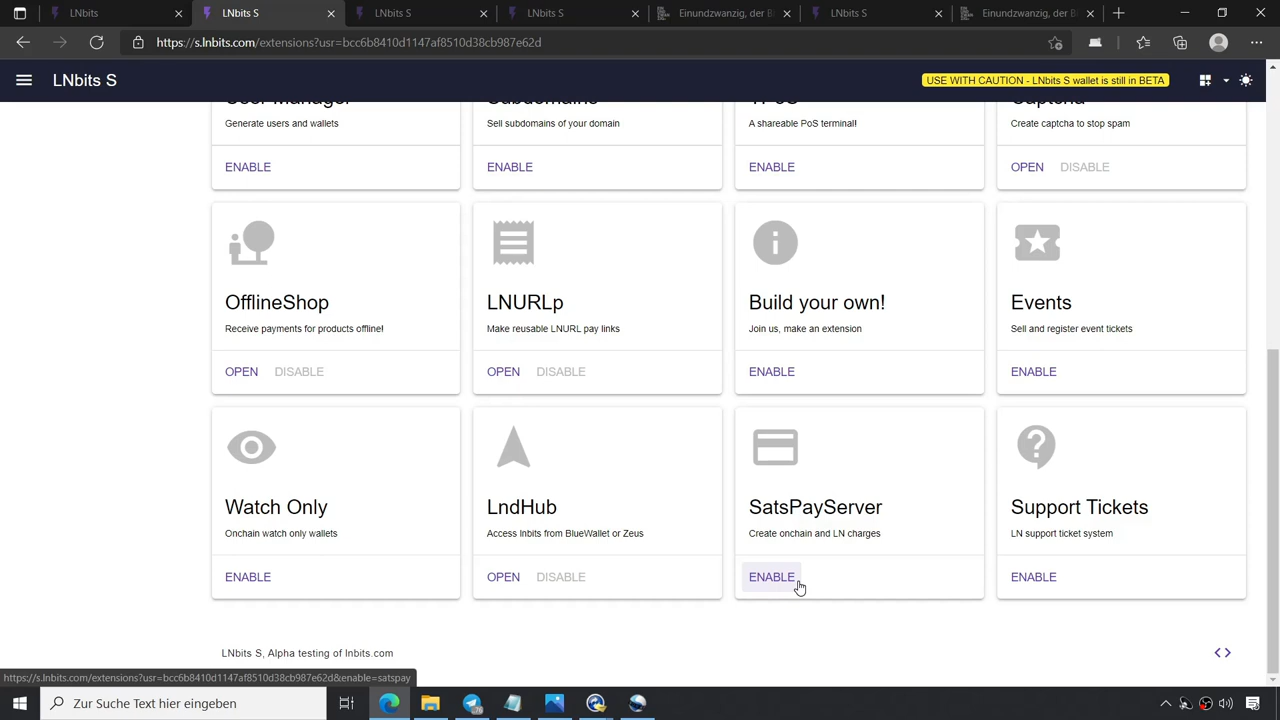 LNbits S
LNbits S
LNbits S
LNbits S
Einundzwanzig, der B
LNbits S
Einundzwanzig, der B
https://s.lnbits.com/extensions?usr=bcc6b8410d1147af8510d38cb987e62d
LNbits S
USE WITH CAUTION - LNbits S wallet is still in BETA
User Manager
Subdomains
TPoS
Captcha
Generate users and wallets
Sell subdomains of your domain
A shareable PoS terminal!
Create captcha to stop spam
ENABLE
ENABLE
ENABLE
OPEN DISABLE
OfflineShop
LNURLp
Build your own!
Events
Receive payments for products offline!
Make reusable LNURL pay links
Join us, make an extension
Sell and register event tickets
OPEN DISABLE
OPEN DISABLE
ENABLE
ENABLE
Watch Only
LndHub
SatsPayServer
Support Tickets
Onchain watch only wallets
Access lnbits from BlueWallet or Zeus
Create onchain and LN charges
LN support ticket system
ENABLE
OPEN DISABLE
ENABLE
ENABLE
LNbits S, Alpha testing of lnbits.com
https://s.lnbits.com/extensions?usr=bcc6b8410d1147af8510d38cb987e62d&enable=satspay
Zur Suche Text hier eingeben